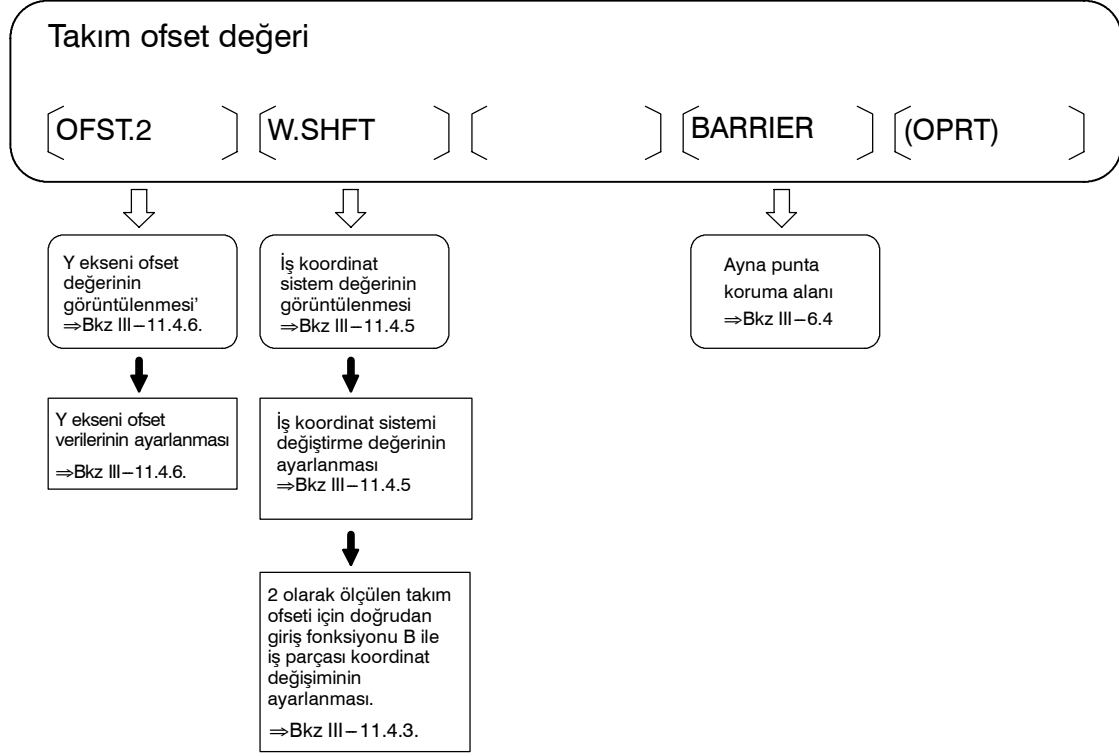 Takım ofset değeri
OFST.2 W.SHFT BARRIER (OPRT)
Y ekseni ofset
değerinin
görüntülenmesi'
⇒Bkz III−11.4.6.
İş koordinat
sistem değerinin
görüntülenmesi
⇒Bkz III−11.4.5
Ayna punta
koruma alanı
⇒Bkz III−6.4
Y ekseni ofset
verilerinin ayarlanması
⇒Bkz III−11.4.6.
İş koordinat sistemi
değiştirme değerinin
ayarlanması
⇒Bkz III−11.4.5
2 olarak ölçülen takım
ofseti için doğrudan
giriş fonksiyonu B ile
iş parçası koordinat
değişiminin
ayarlanması.
⇒Bkz III−11.4.3.